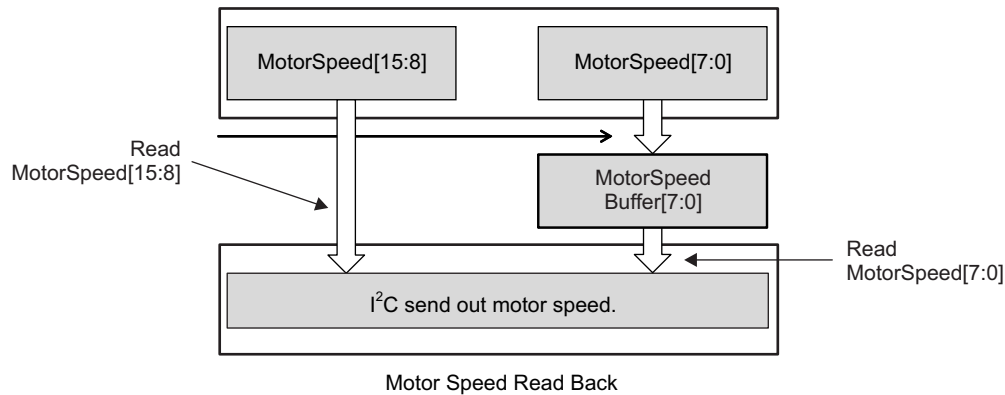 MotorSpeed[15:8]
MotorSpeed[7:0]
Read
MotorSpeed[15:8]
MotorSpeed
Buffer[7:0]
Read
MotorSpeed[7:0]
I²C send out motor speed.
Motor Speed Read Back